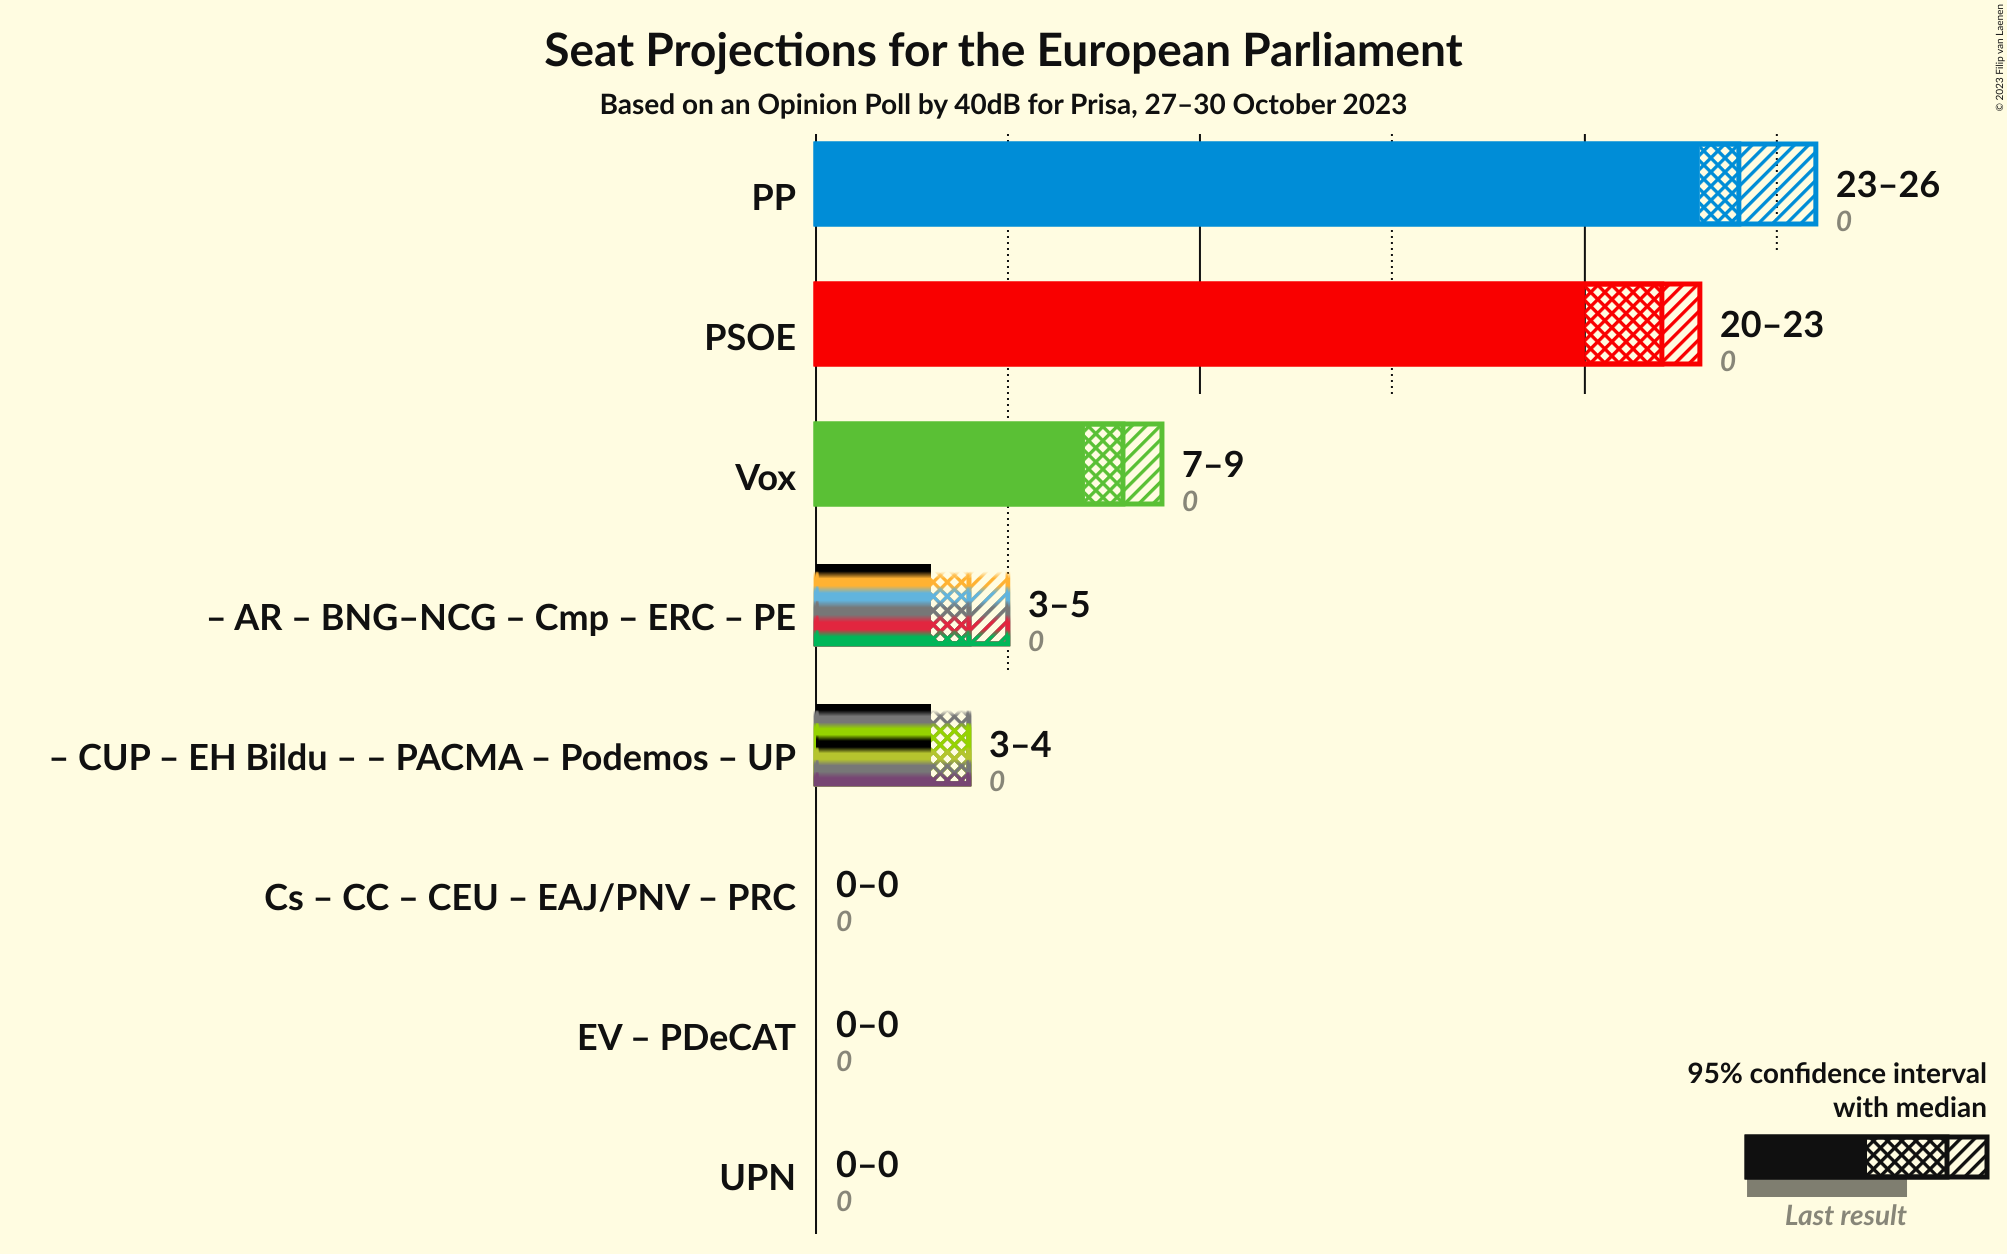 Seat Projections for the European Parliament
Based on an Opinion Poll by 40dB for Prisa, 27–30 October 2023
© 2023 Filip van Laenen
PP
23–26
0
PSOE
20–23
0
Vox
7–9
0
– AR – BNG–NCG – Cmp – ERC – PE
3–5
0
– CUP – EH Bildu – – PACMA – Podemos – UP
3–4
0
Cs – CC – CEU – EAJ/PNV – PRC
0–0
0
EV – PDeCAT
0–0
0
UPN
0–0
0
95% confidence interval
with median
Last result